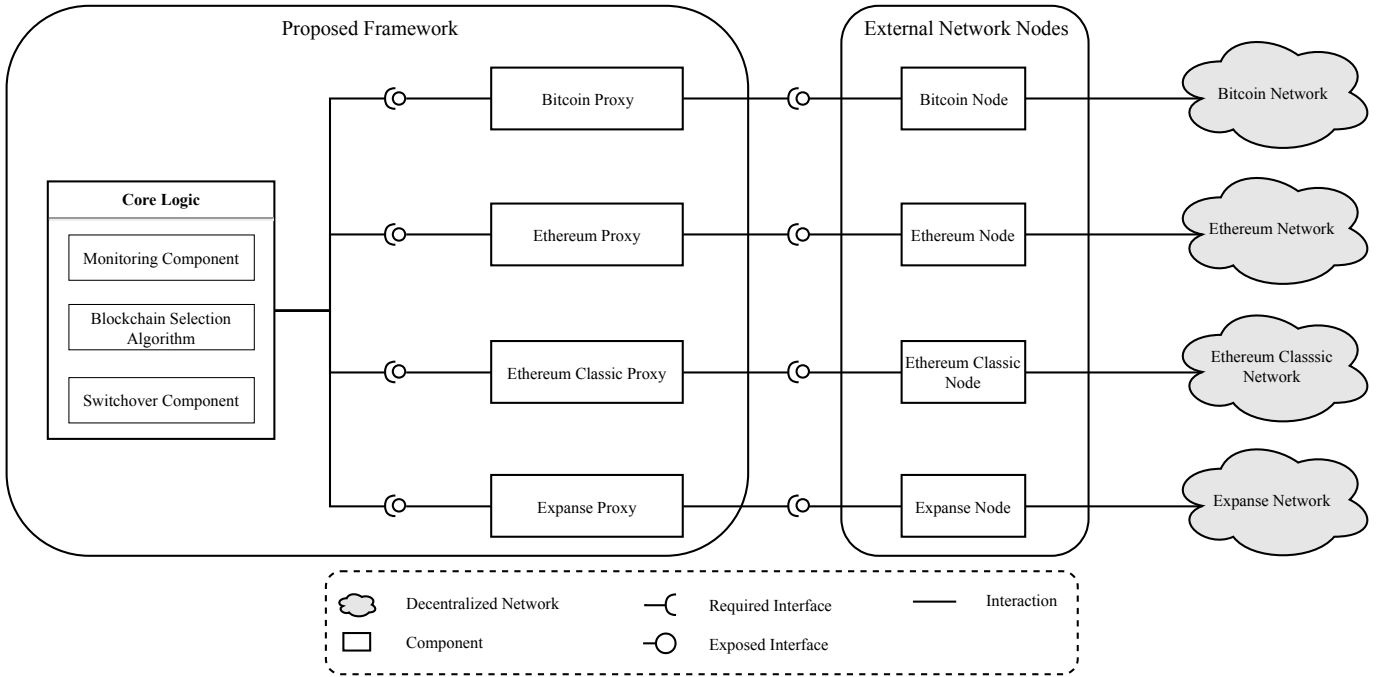 Proposed Framework
External Network Nodes
Bitcoin Proxy
Bitcoin Node
Bitcoin Network
Core Logic
Monitoring Component
Blockchain Selection
Algorithm
Switchover Component
Ethereum Proxy
Ethereum Node
Ethereum Network
Ethereum Classic Proxy
Ethereum Classic
Node
Ethereum Classsic
Network
Expanse Proxy
Expanse Node
Expanse Network
Decentralized Network
Required Interface
Interaction
Component
Exposed Interface